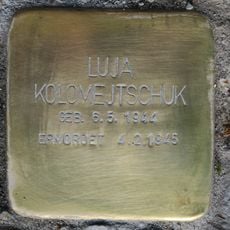 LUJA
KOLOMEJTSCHUK
GEB. 6.5.1944
ERMORDET 4.2.1945